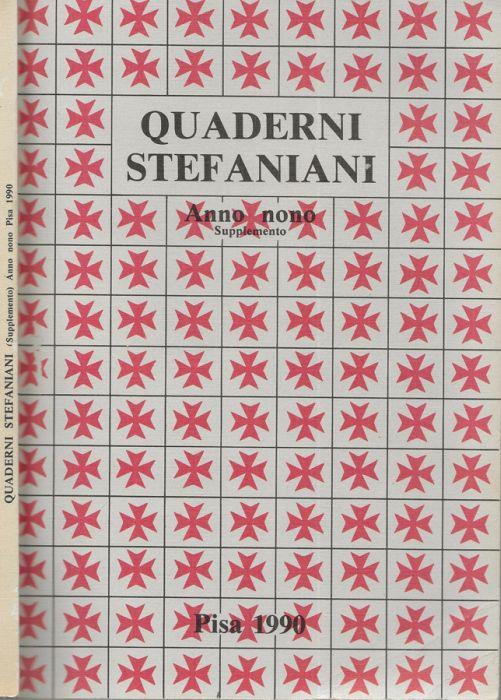 QUADERNI
STEFANIANI
Anno nono
Supplemento
Pisa 1990
QUADERNI STEFANIANI (Supplemento) Anno nono Pisa 1990